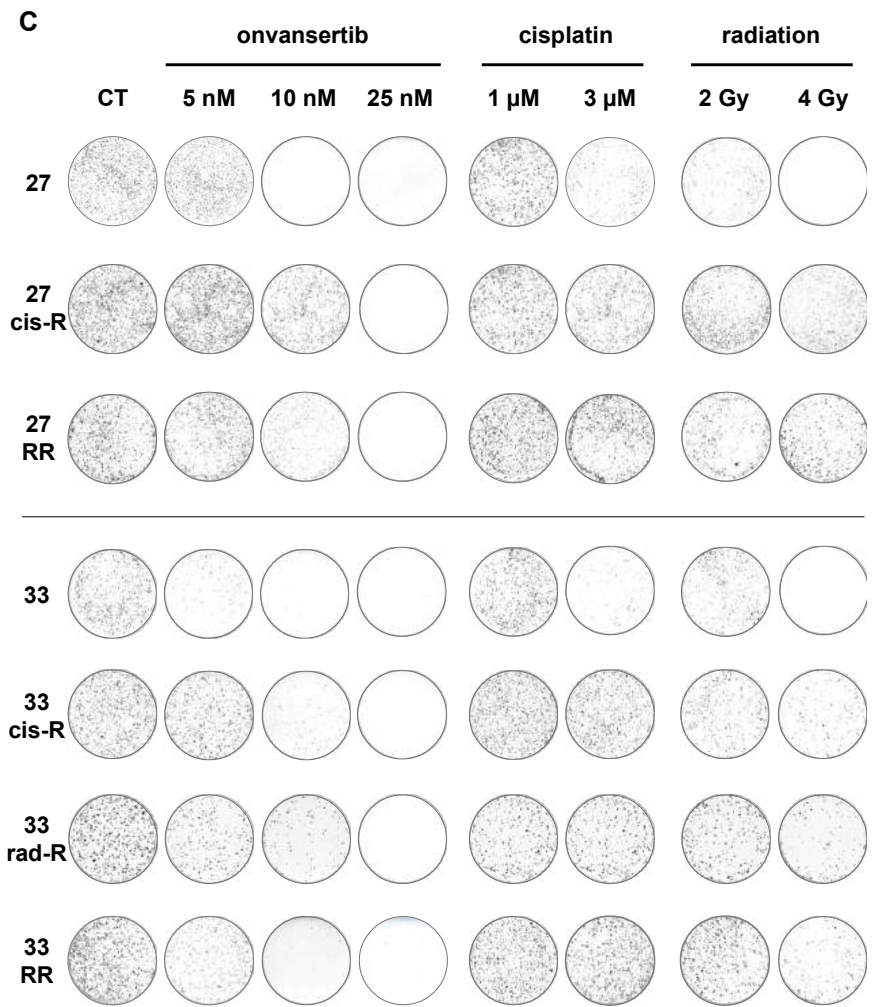 C
onvansertib cisplatin radiation
CT 5 nM 10 nM 25 nM 1 µM 3 µM 2 Gy 4 Gy
27
27
cis-R
27
RR
33
33
cis-R
33
rad-R
33
RR